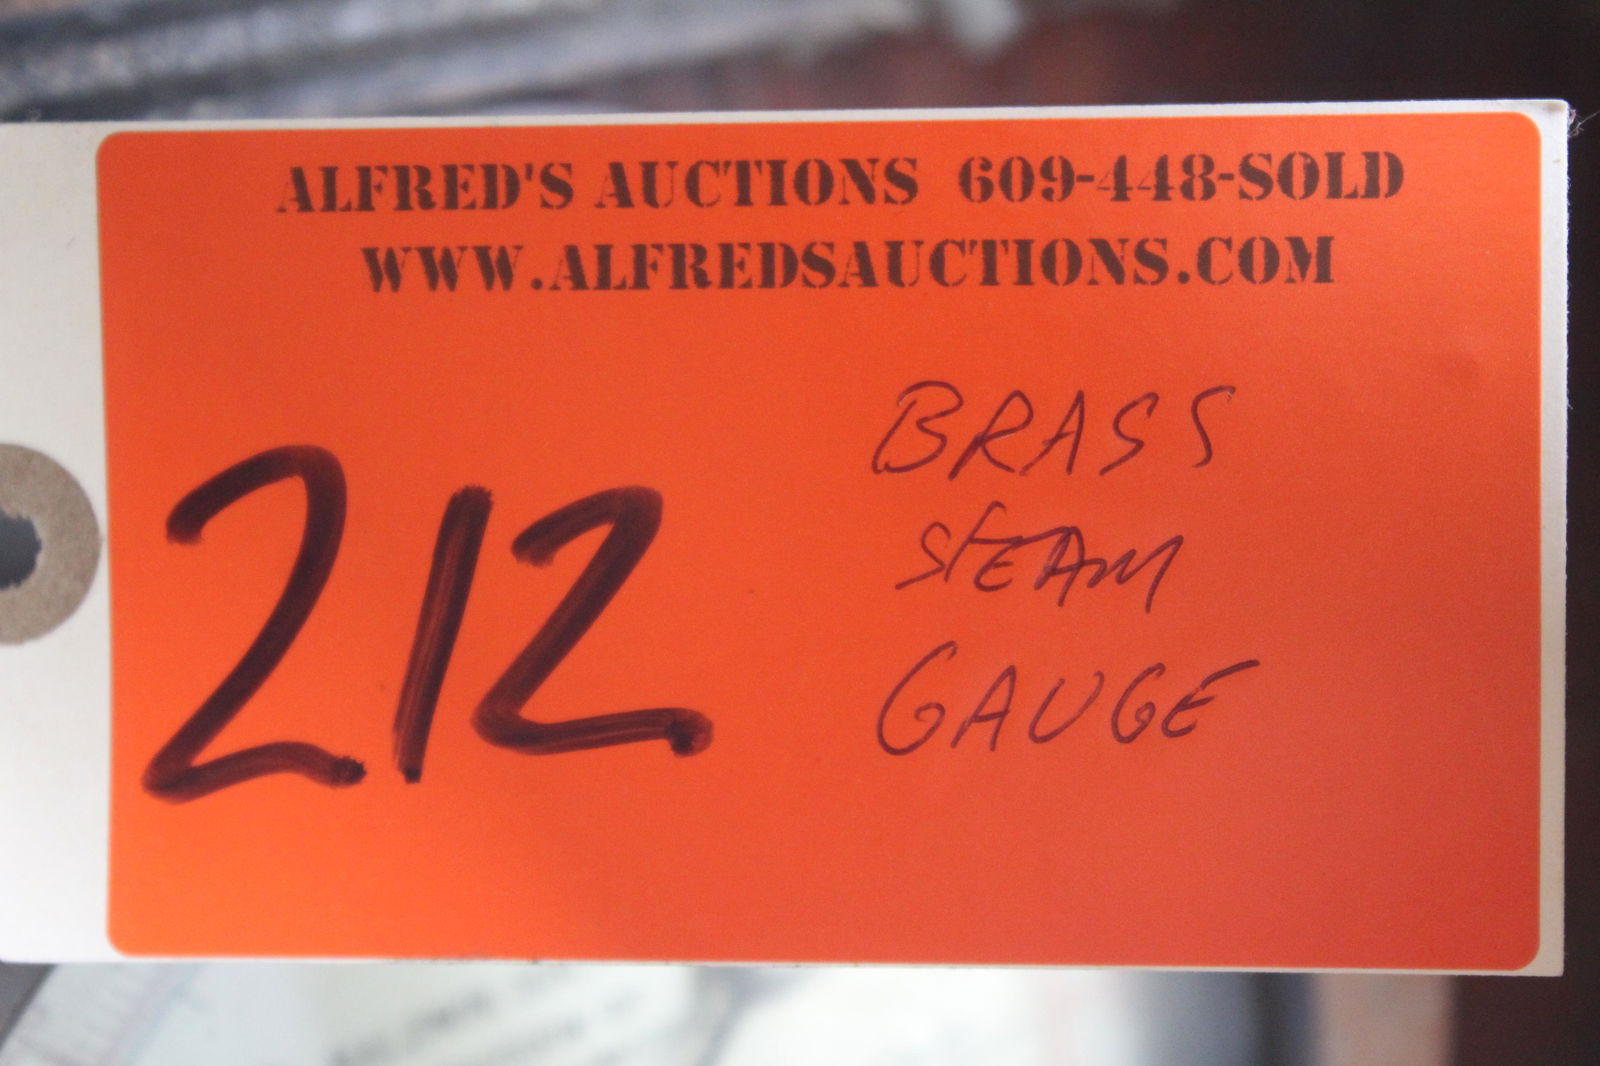 ALFRED'S AUCTIONS 609-448-SOLD
WWW.ALFREDSAUCTIONS.COM
212
BRASS
STEAM
GAUGE